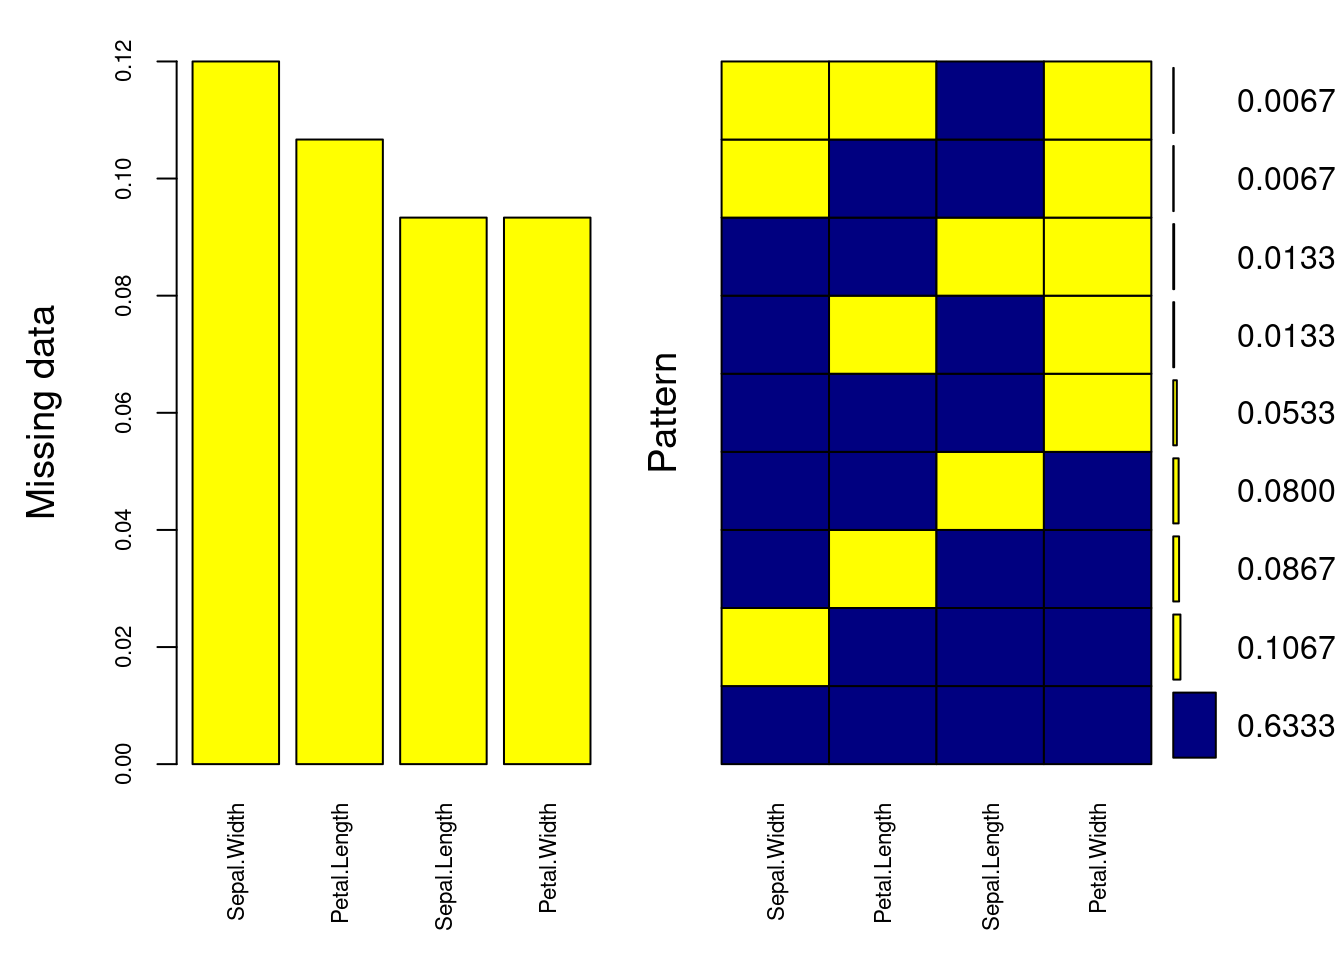 Missing data
0.12
0.10
0.08
0.06
0.04
0.02
0.00
Sepal.Width
Petal.Length
Sepal.Length
Petal.Width
Pattern
0.0067
0.0067
0.0133
0.0133
0.0533
0.0800
0.0867
0.1067
0.6333
Sepal.Width
Petal.Length
Sepal.Length
Petal.Width